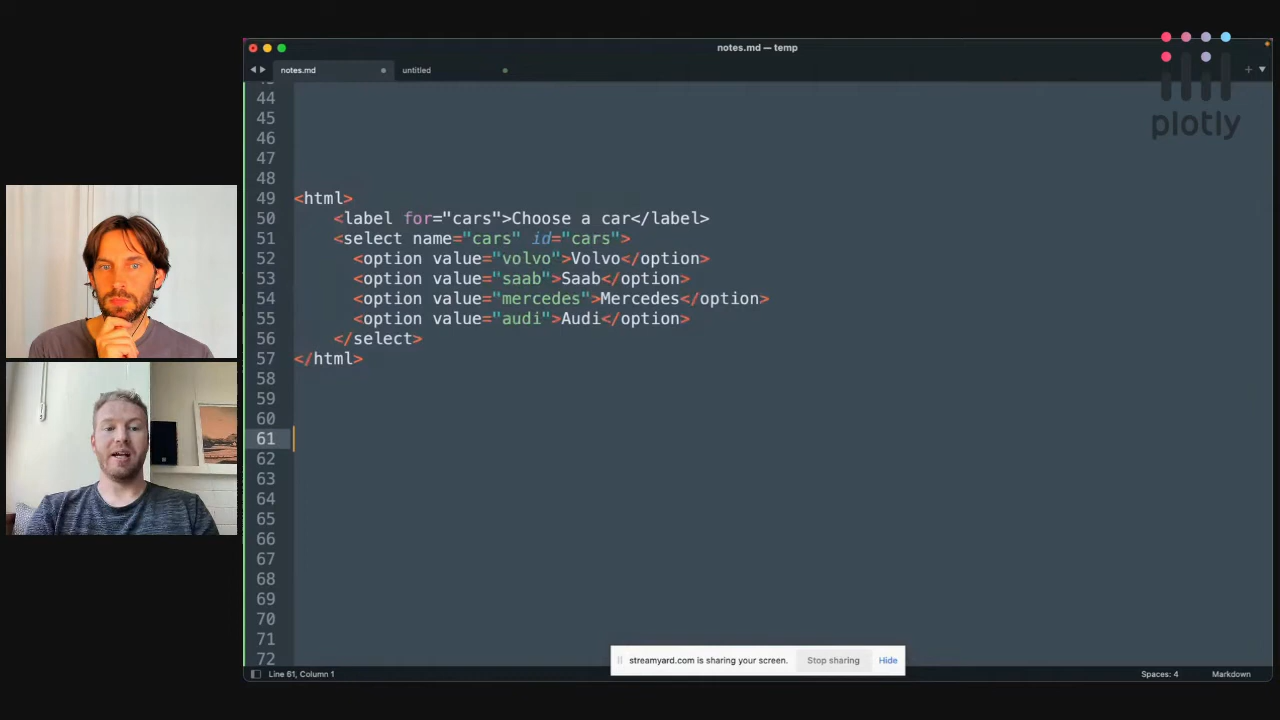 notes.md — temp
notes.md
untitled
plotly
44
45
46
47
48
49 <html>
50 <label for="cars">Choose a car</label>
51 <select name="cars" id="cars">
52 <option value="volvo">Volvo</option>
53 <option value="saab">Saab</option>
54 <option value="mercedes">Mercedes</option>
55 <option value="audi">Audi</option>
56 </select>
57 </html>
58
59
60
61
62
63
64
65
66
67
68
69
70
71
72
streamyard.com is sharing your screen. Stop sharing Hide
Line 61, Column 1 Spaces: 4 Markdown